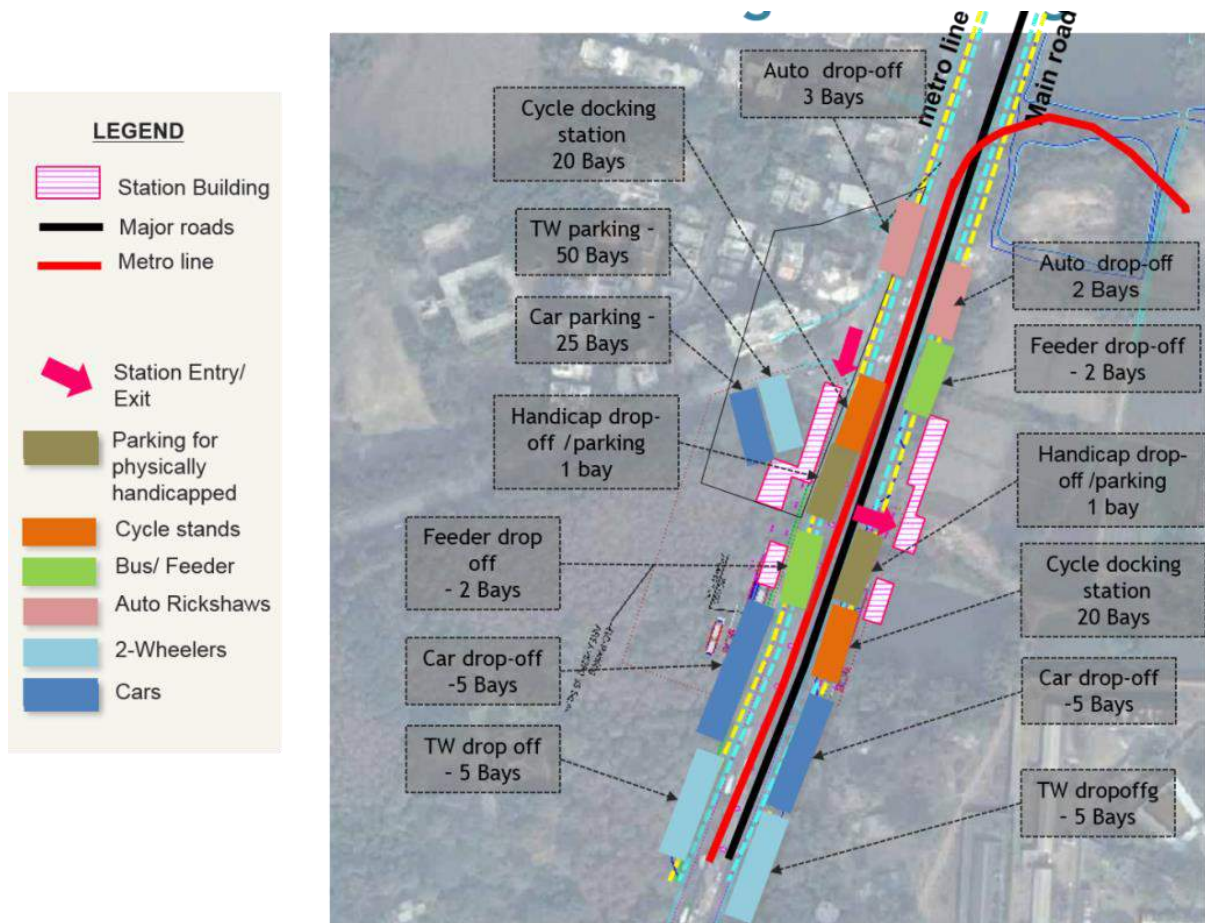 LEGEND
Station Building
Major roads
Metro line
Station Entry/
Exit
Parking for
physically
handicapped
Cycle stands
Bus/ Feeder
Auto Rickshaws
2-Wheelers
Cars
metro line
Main road
Auto drop-off
3 Bays
Cycle docking
station
20 Bays
TW parking -
50 Bays
Car parking -
25 Bays
Handicap drop-
off /parking
1 bay
Feeder drop
off
- 2 Bays
Car drop-off
-5 Bays
TW drop off
- 5 Bays
Auto drop-off
2 Bays
Feeder drop-off
- 2 Bays
Handicap drop-
off /parking
1 bay
Cycle docking
station
20 Bays
Car drop-off
-5 Bays
TW dropoffg
- 5 Bays